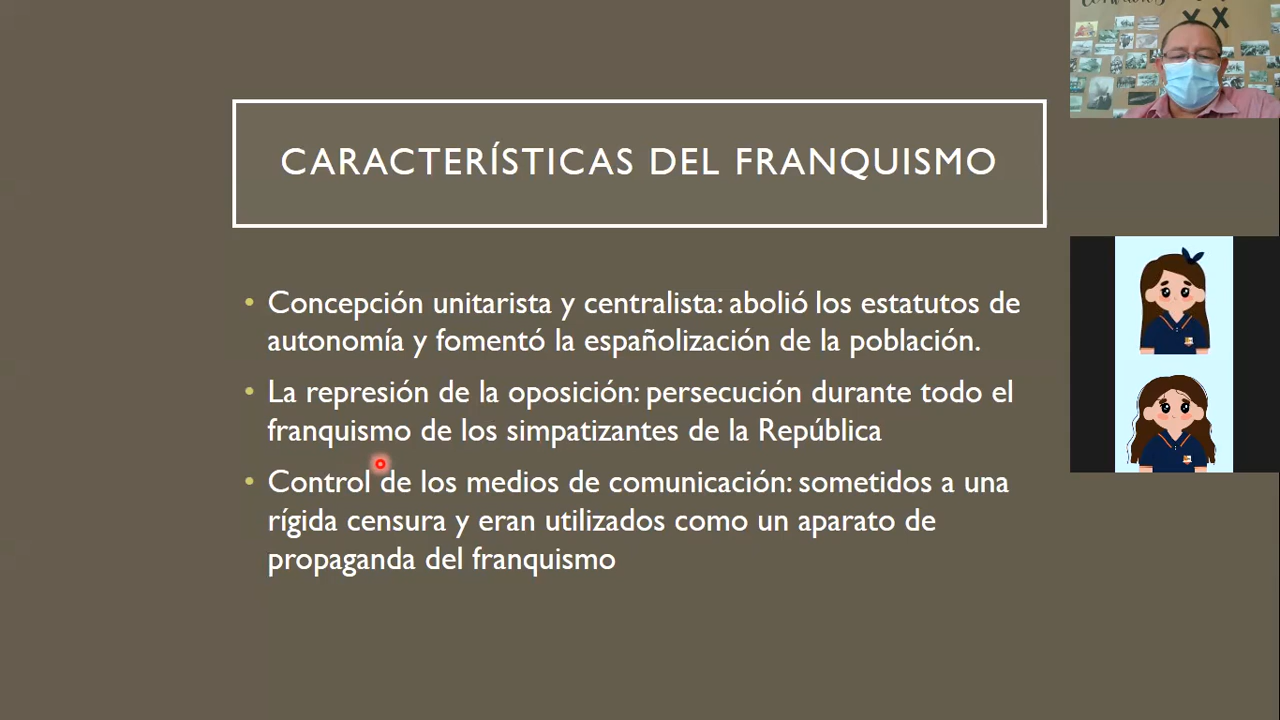 CARACTERÍSTICAS DEL FRANQUISMO
• Concepción unitarista y centralista: abolió los estatutos de
autonomía y fomentó la españolización de la población.
• La represión de la oposición: persecución durante todo el
franquismo de los simpatizantes de la República
• Control de los medios de comunicación: sometidos a una
rígida censura y eran utilizados como un aparato de
propaganda del franquismo